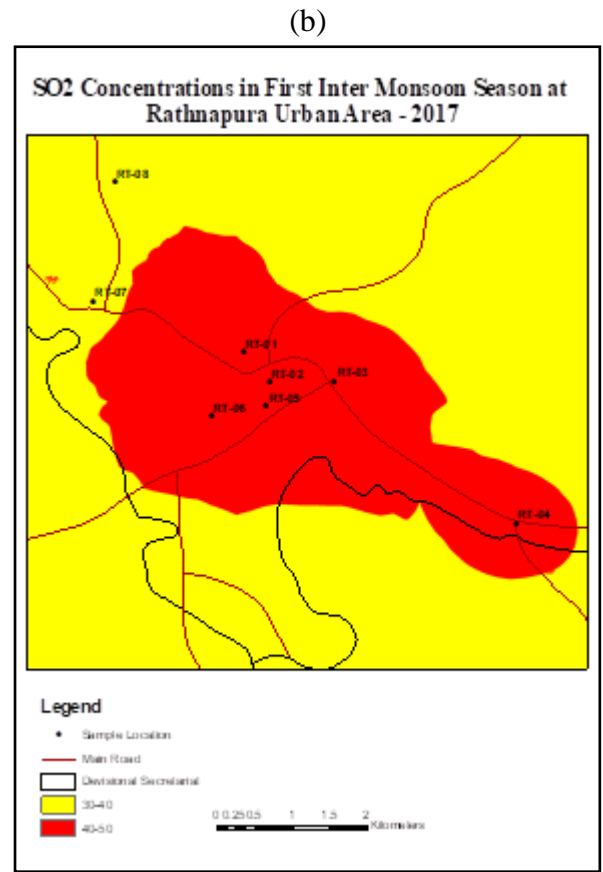 (b)
SO2 Concentrations in First Inter Monsoon Season at
Rathnapura Urban Area - 2017
RT-08
RT-07
RT-01
RT-02
RT-03
RT-05
RT-06
RT-04
Legend
Sample Location
Main Road
Devisional Secretariat
30-40
40-50
0 0.25 0.5 1 1.5 2
Kilometers